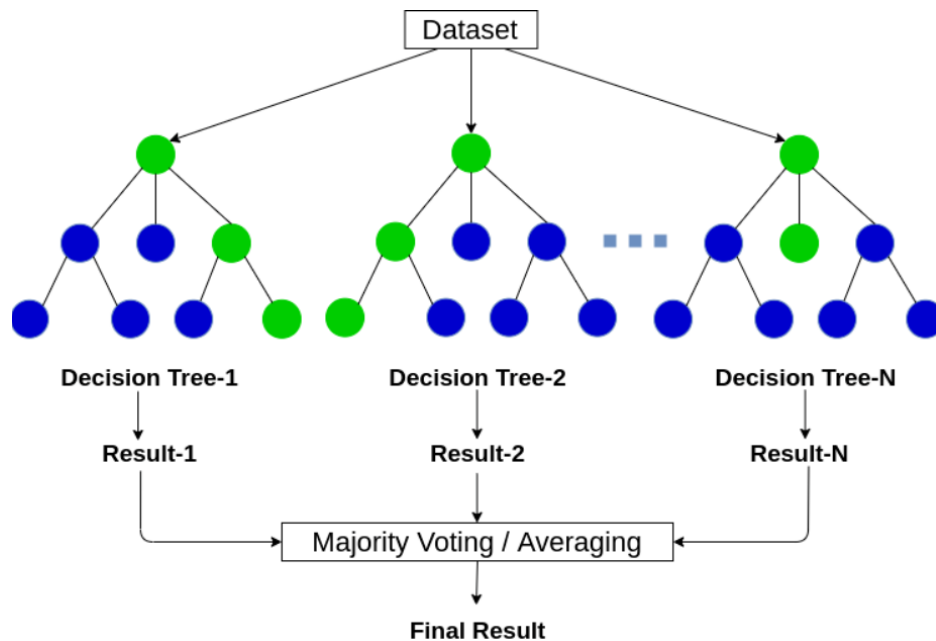 Dataset
Decision Tree-1
Decision Tree-2
Decision Tree-N
Result-1
Result-2
Result-N
Majority Voting / Averaging
Final Result